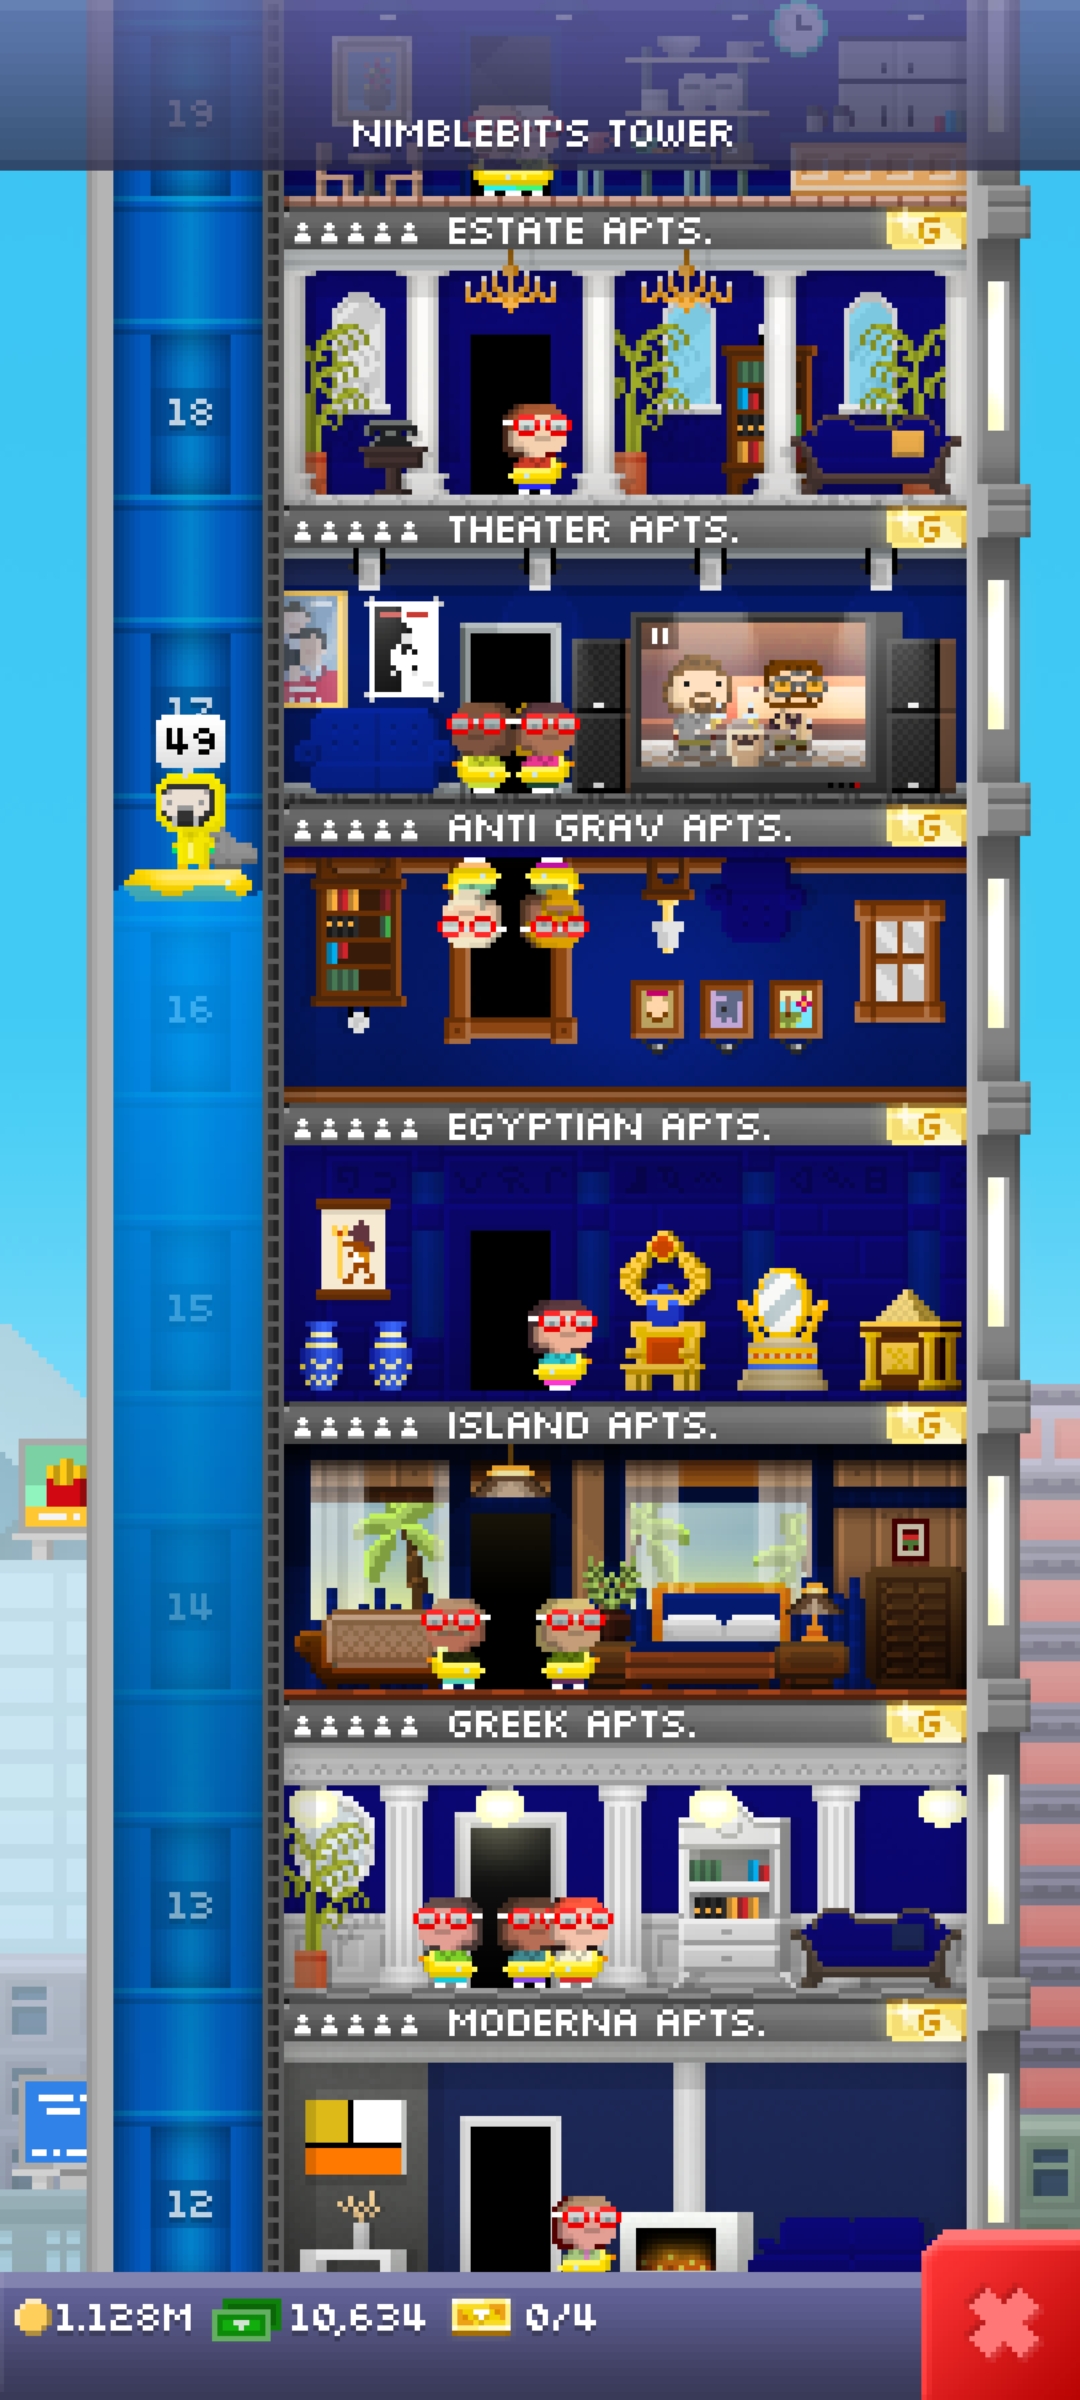 19
NIMBLEBIT'S TOWER
ESTATE APTS. G
18
THEATER APTS. G
17
49
ANTI GRAV APTS. G
16
EGYPTIAN APTS. G
15
ISLAND APTS. G
14
GREEK APTS. G
13
MODERNA APTS. G
12
1.128M 10,634 0/4